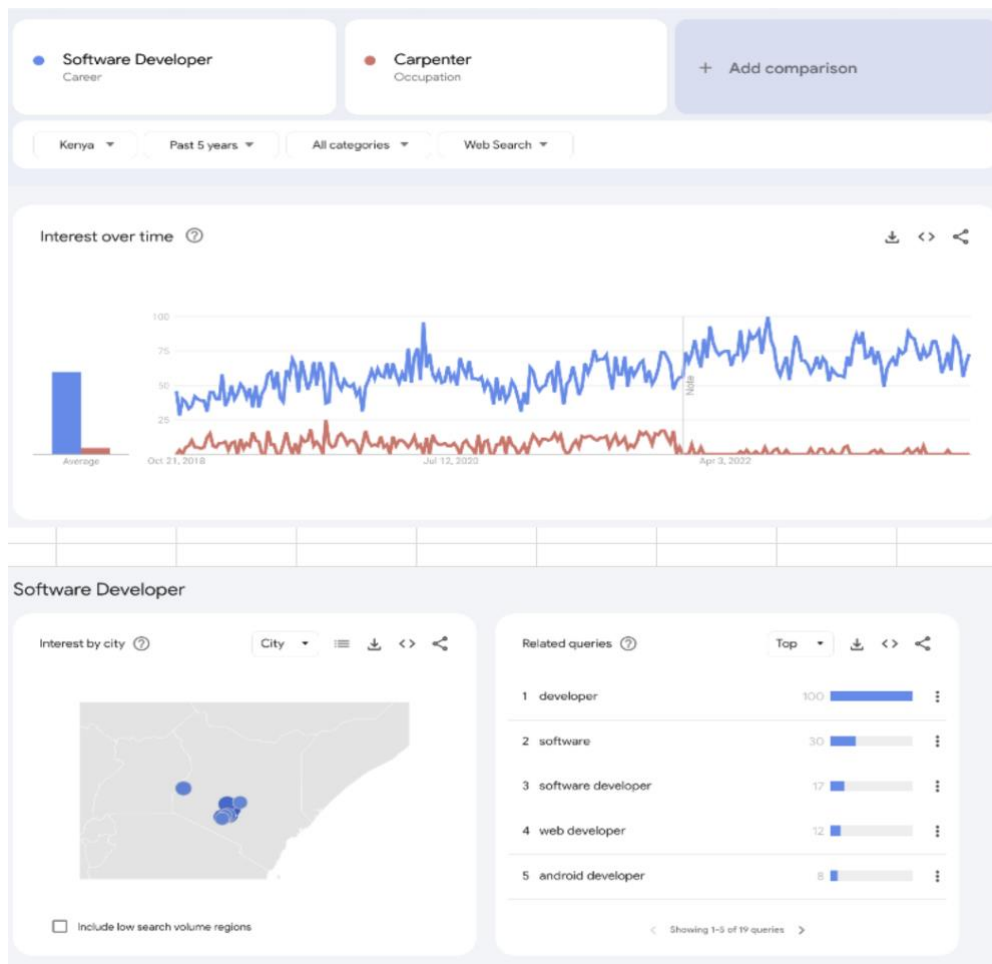 Software Developer
Career
Carpenter
Occupation
+ Add comparison
Kenya
Past 5 years
All categories
Web Search
Interest over time
100
75
50
25
Note
Average
Oct 21, 2018
Jul 12, 2020
Apr 3, 2022
Software Developer
Interest by city
City
Include low search volume regions
Related queries
Top
1 developer 100
2 software 30
3 software developer 17
4 web developer 12
5 android developer 8
Showing 1-5 of 19 queries